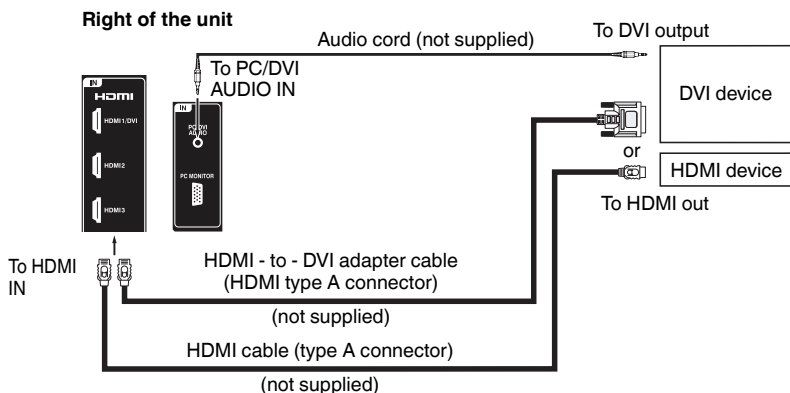 Right of the unit
Audio cord (not supplied)
To DVI output
To PC/DVI
AUDIO IN
IN
HDMI
HDMI1/DVI
HDMI2
HDMI3
IN
PC/DVI
AUDIO
PC MONITOR
DVI device
or
HDMI device
To HDMI out
To HDMI
IN
HDMI - to - DVI adapter cable
(HDMI type A connector)
(not supplied)
HDMI cable (type A connector)
(not supplied)